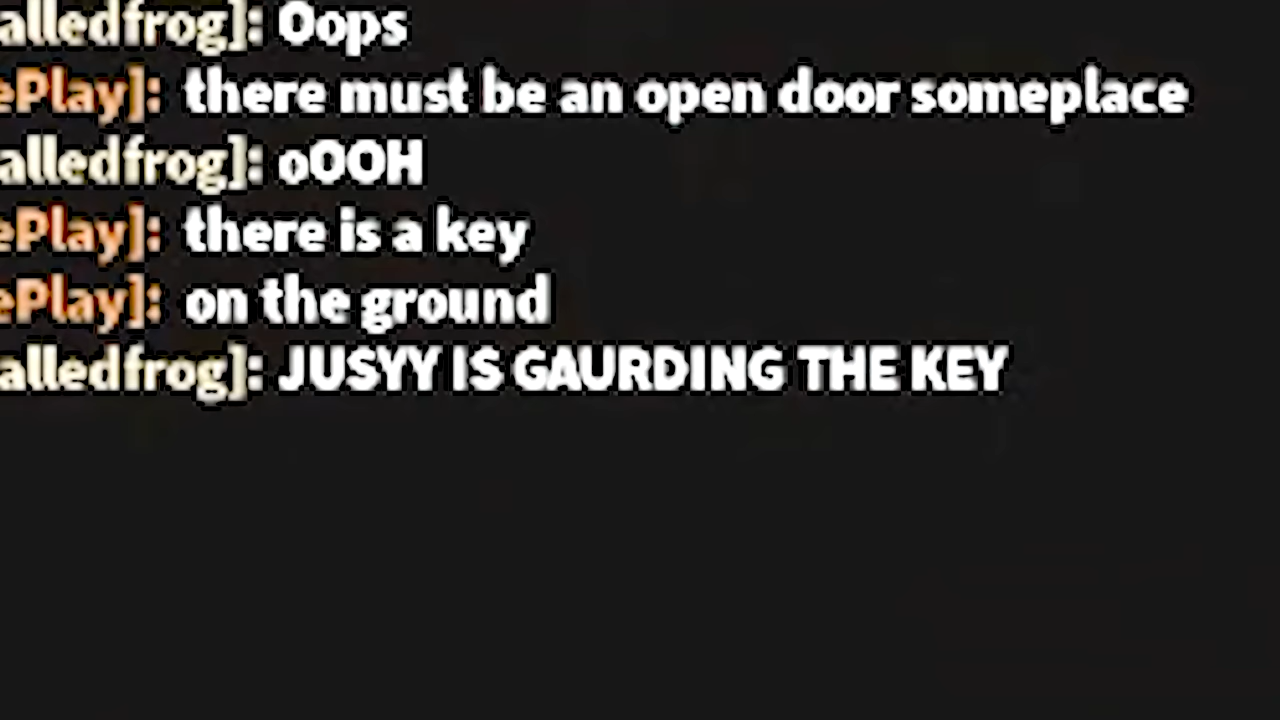 alledfrog]: Oops
ePlay]: there must be an open door someplace
alledfrog]: oOOH
ePlay]: there is a key
ePlay]: on the ground
alledfrog]: JUSYY IS GAURDING THE KEY